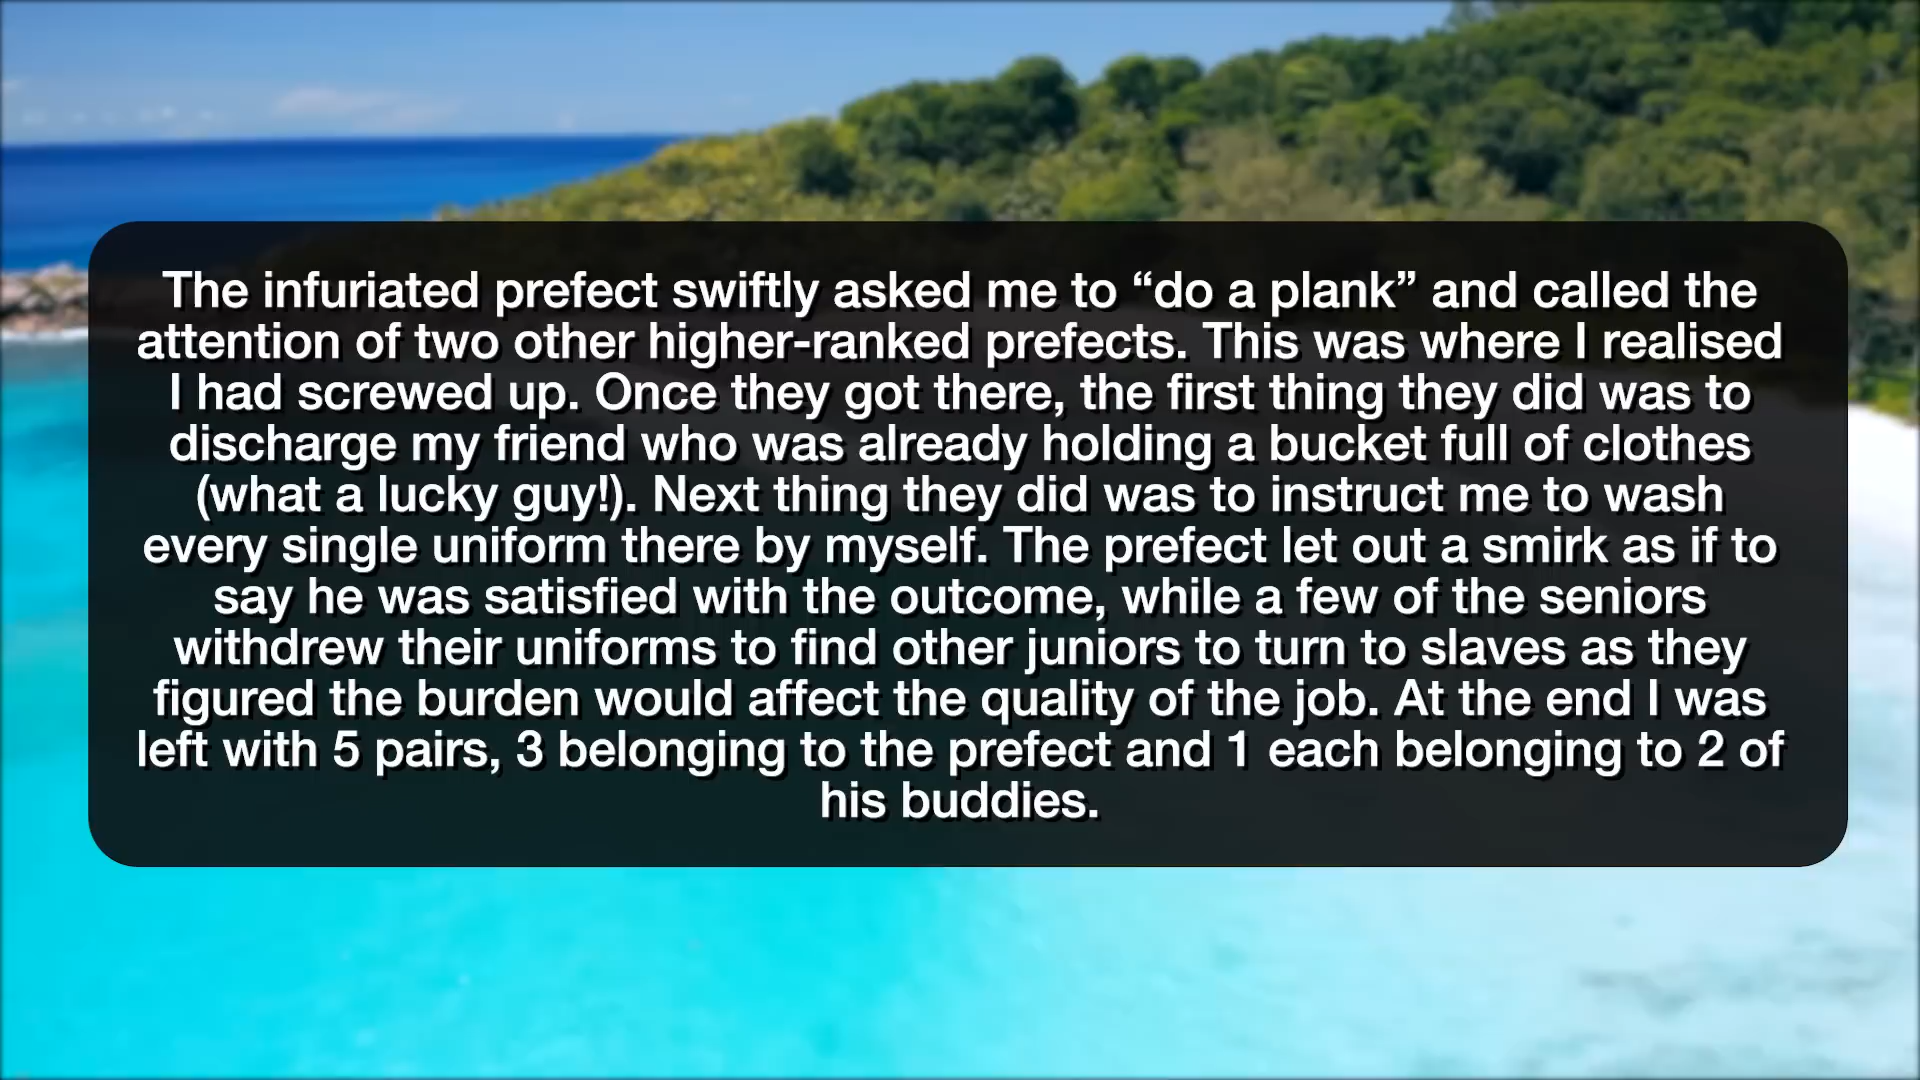 The infuriated prefect swiftly asked me to “do a plank” and called the
attention of two other higher-ranked prefects. This was where I realised
I had screwed up. Once they got there, the first thing they did was to
discharge my friend who was already holding a bucket full of clothes
(what a lucky guy!). Next thing they did was to instruct me to wash
every single uniform there by myself. The prefect let out a smirk as if to
say he was satisfied with the outcome, while a few of the seniors
withdrew their uniforms to find other juniors to turn to slaves as they
figured the burden would affect the quality of the job. At the end I was
left with 5 pairs, 3 belonging to the prefect and 1 each belonging to 2 of
his buddies.